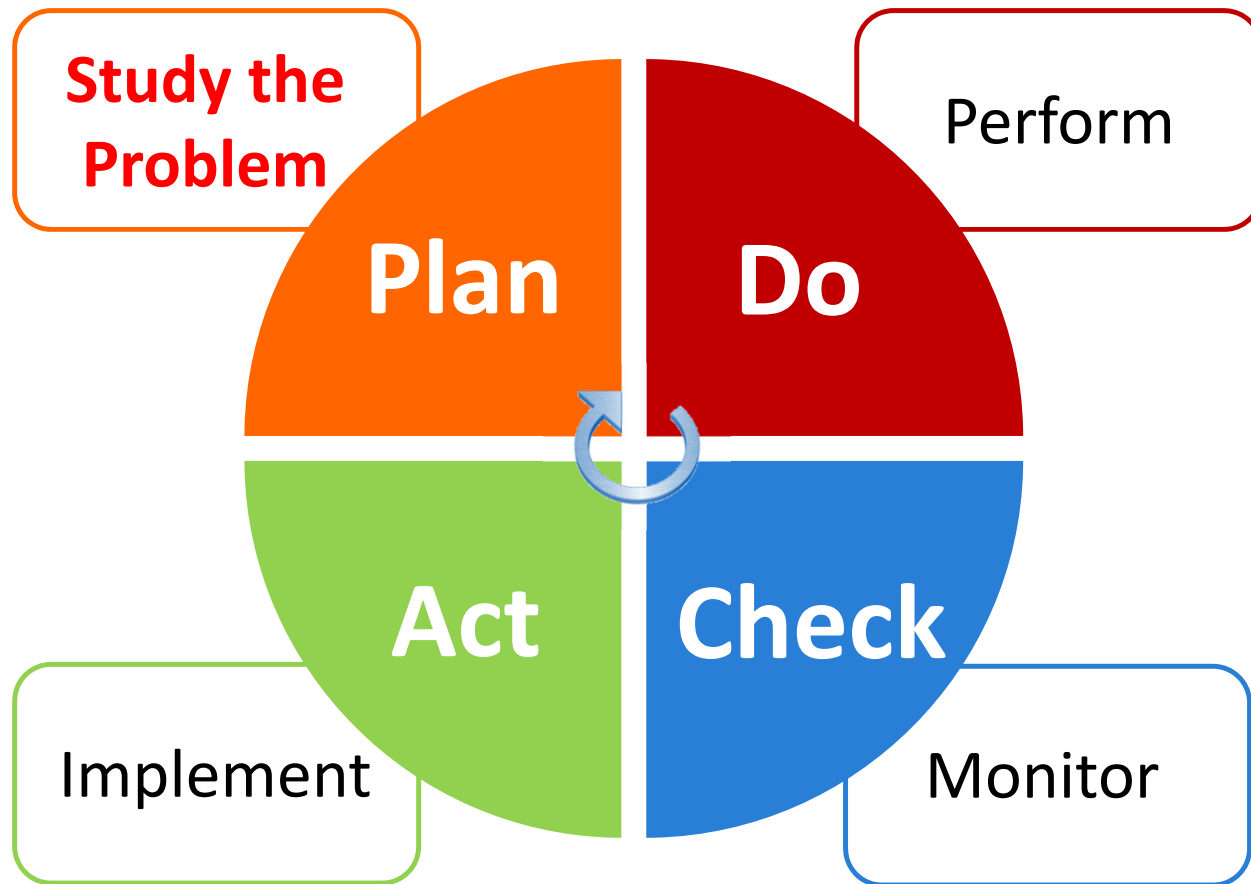 Study the
Problem
Perform
Plan
Do
Act
Check
Implement
Monitor